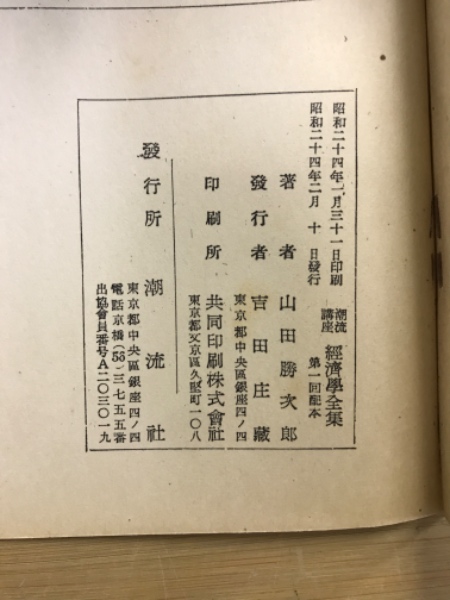 昭和二十四年一月三十一日印刷
昭和二十四年二月 十 日發行
潮流
講座 經濟學全集
第一回配本
著者 山田勝次郎
發行者 吉田庄藏
東京都中央區銀座四ノ四
印刷所 共同印刷株式會社
東京都文京區久堅町一〇八
發行所 潮流社
東京都中央區銀座四ノ四
電話京橋(56)三七五五番
出協會員番号A二〇三〇一九